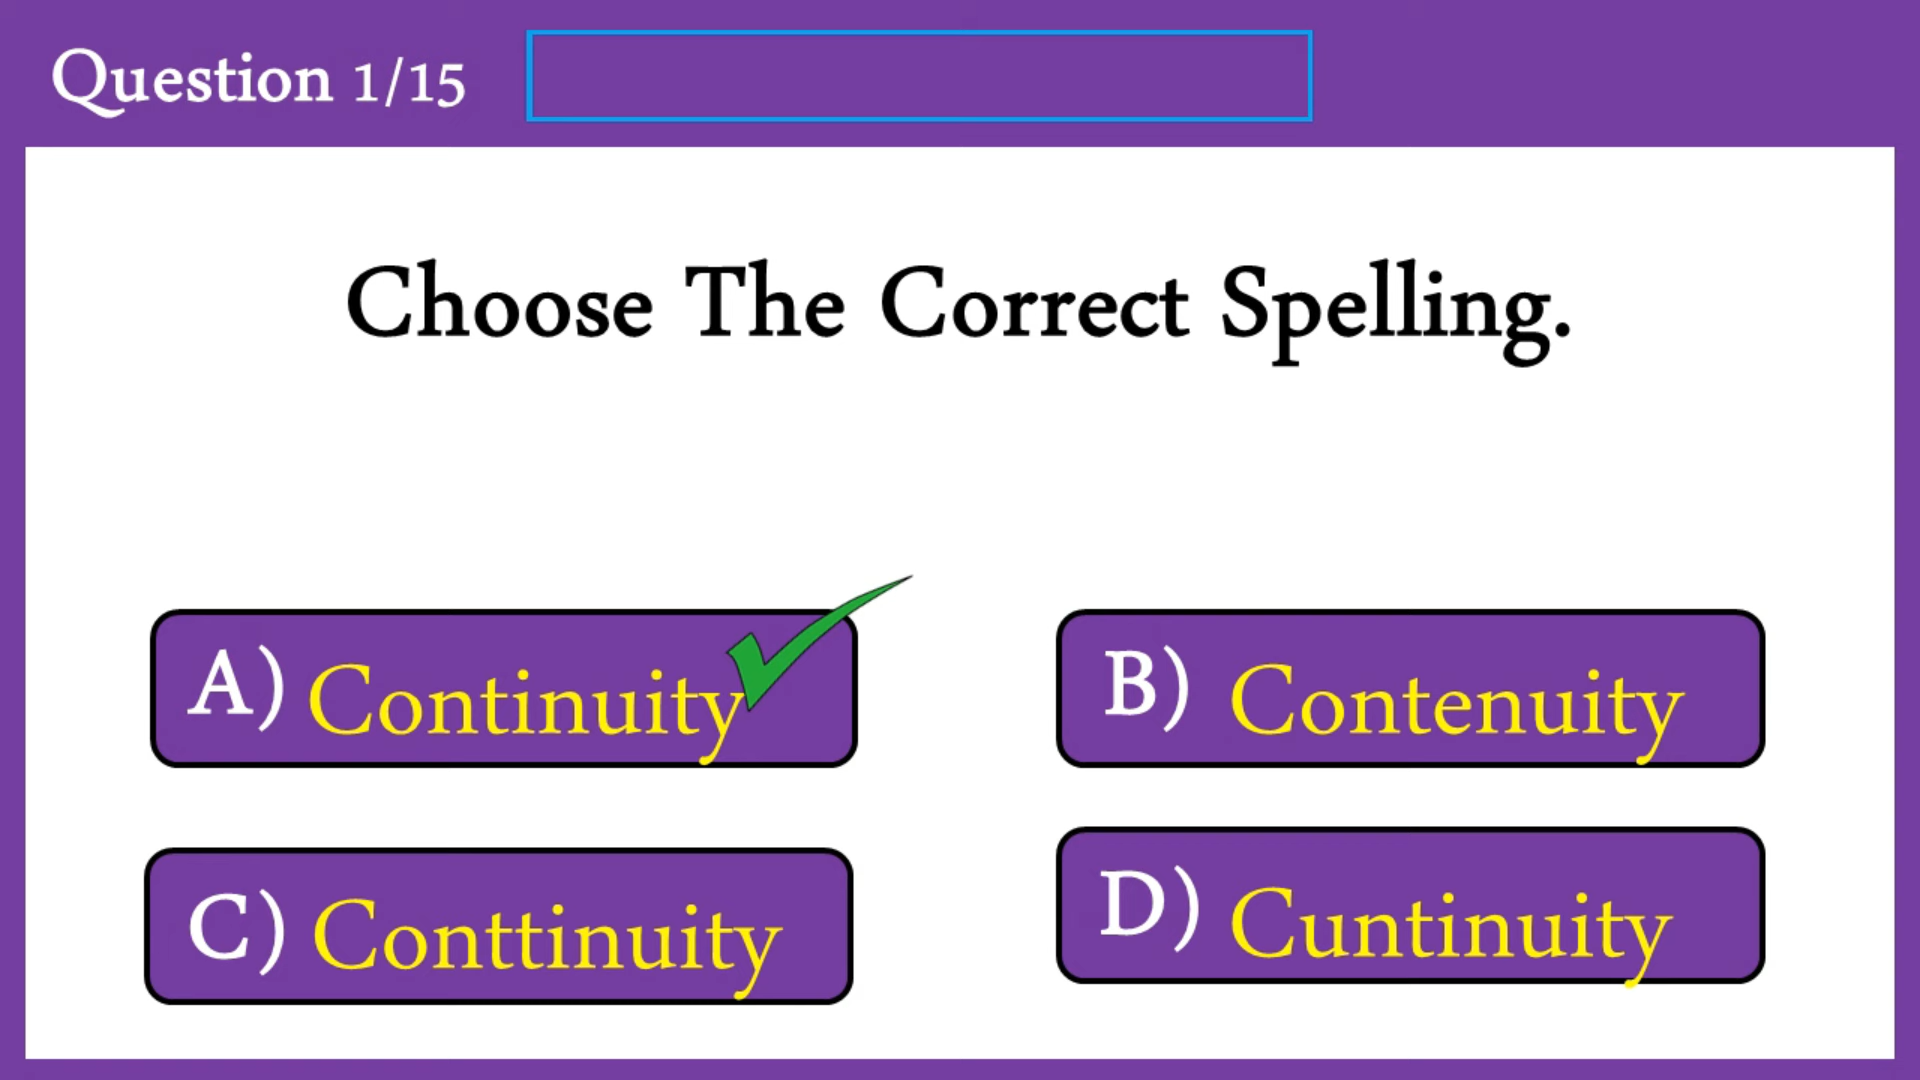 Question 1/15
Choose The Correct Spelling.
A) Continuity
B) Contenuity
C) Conttinuity
D) Cuntinuity